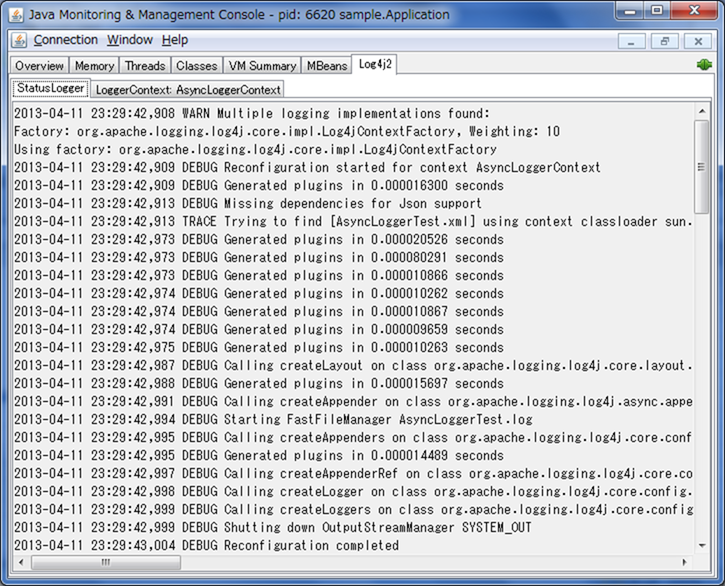 Java Monitoring & Management Console - pid: 6620 sample.Application
Connection Window Help
Overview Memory Threads Classes VM Summary MBeans Log4j2
StatusLogger LoggerContext: AsyncLoggerContext
2013-04-11 23:29:42,908 WARN Multiple logging implementations found:
Factory: org.apache.logging.log4j.core.impl.Log4jContextFactory, Weighting: 10
Using factory: org.apache.logging.log4j.core.impl.Log4jContextFactory
2013-04-11 23:29:42,909 DEBUG Reconfiguration started for context AsyncLoggerContext
2013-04-11 23:29:42,909 DEBUG Generated plugins in 0.000016300 seconds
2013-04-11 23:29:42,913 DEBUG Missing dependencies for Json support
2013-04-11 23:29:42,913 TRACE Trying to find [AsyncLoggerTest.xml] using context classloader sun.
2013-04-11 23:29:42,973 DEBUG Generated plugins in 0.000020526 seconds
2013-04-11 23:29:42,973 DEBUG Generated plugins in 0.000080291 seconds
2013-04-11 23:29:42,973 DEBUG Generated plugins in 0.000010866 seconds
2013-04-11 23:29:42,974 DEBUG Generated plugins in 0.000010262 seconds
2013-04-11 23:29:42,974 DEBUG Generated plugins in 0.000010867 seconds
2013-04-11 23:29:42,974 DEBUG Generated plugins in 0.000009659 seconds
2013-04-11 23:29:42,975 DEBUG Generated plugins in 0.000010263 seconds
2013-04-11 23:29:42,987 DEBUG Calling createLayout on class org.apache.logging.log4j.core.layout.
2013-04-11 23:29:42,988 DEBUG Generated plugins in 0.000015697 seconds
2013-04-11 23:29:42,991 DEBUG Calling createAppender on class org.apache.logging.log4j.async.appe
2013-04-11 23:29:42,994 DEBUG Starting FastFileManager AsyncLoggerTest.log
2013-04-11 23:29:42,995 DEBUG Calling createAppenders on class org.apache.logging.log4j.core.conf
2013-04-11 23:29:42,995 DEBUG Generated plugins in 0.000014489 seconds
2013-04-11 23:29:42,997 DEBUG Calling createAppenderRef on class org.apache.logging.log4j.core.co
2013-04-11 23:29:42,998 DEBUG Calling createLogger on class org.apache.logging.log4j.core.config.
2013-04-11 23:29:42,999 DEBUG Calling createLoggers on class org.apache.logging.log4j.core.config
2013-04-11 23:29:42,999 DEBUG Shutting down OutputStreamManager SYSTEM_OUT
2013-04-11 23:29:43,004 DEBUG Reconfiguration completed